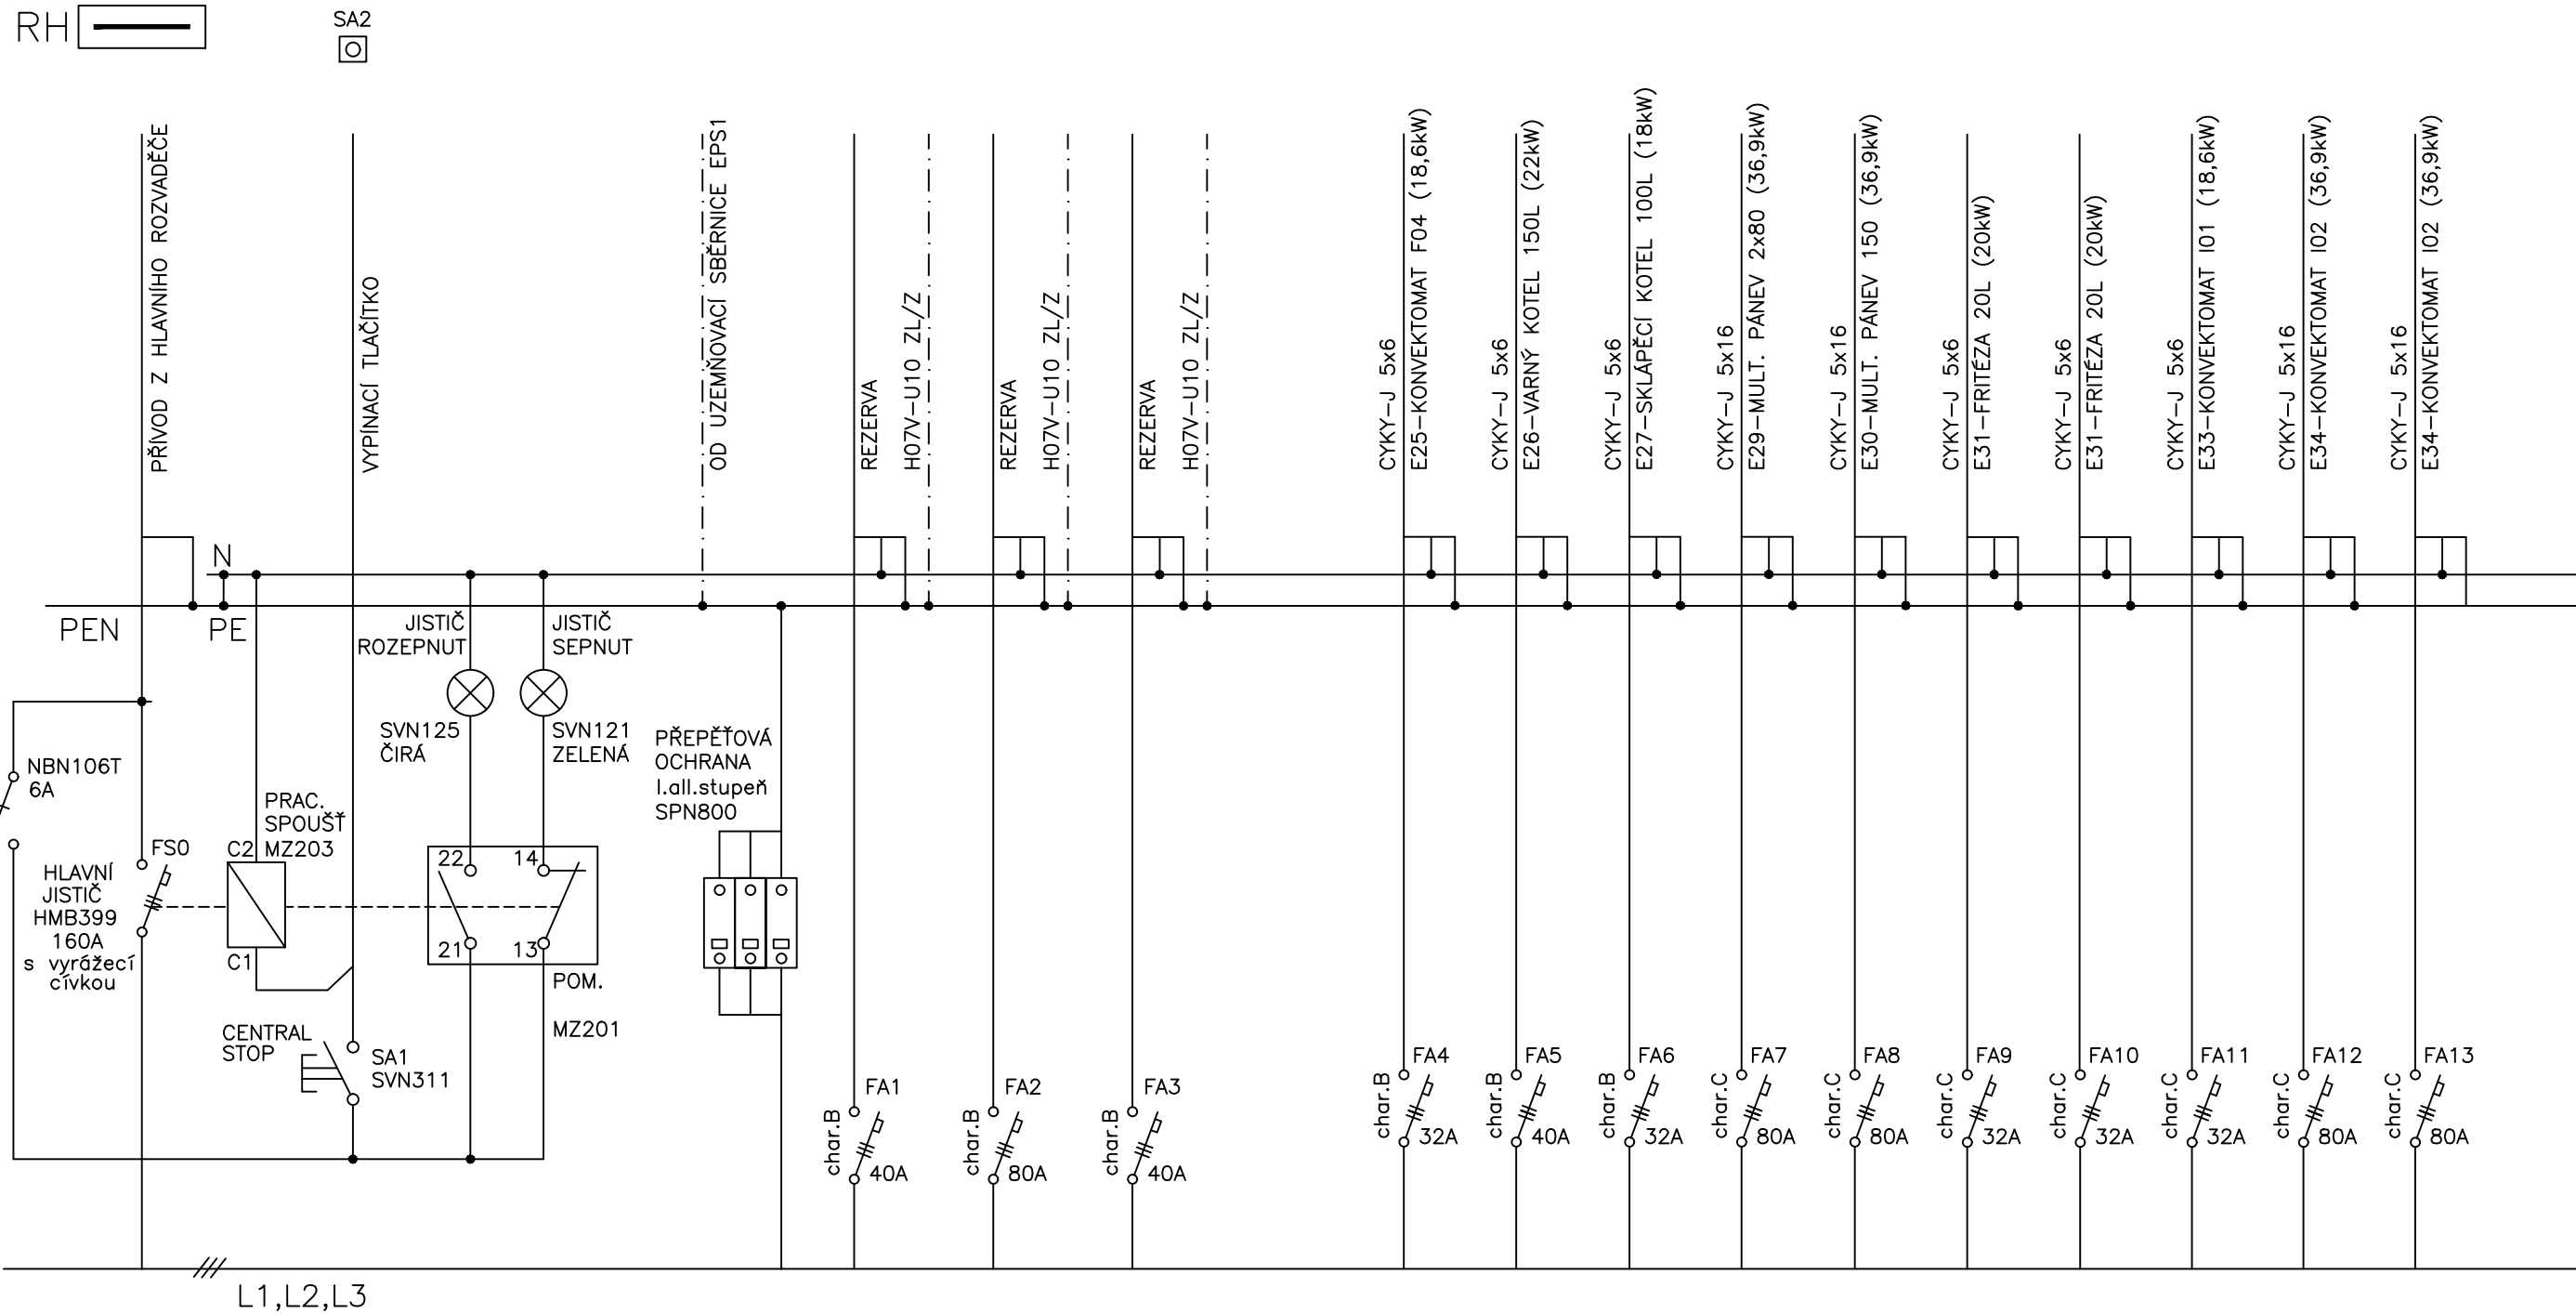 RH
SA2
PŘÍVOD Z HLAVNÍHO ROZVADĚČE
VYPÍNACÍ TLAČÍTKO
OD UZEMŇOVACÍ SBĚRNICE EPS1
REZERVA
H07V-U10 ZL/Z
REZERVA
H07V-U10 ZL/Z
REZERVA
H07V-U10 ZL/Z
CYKY-J 5x6
E25-KONVEKTOMAT F04 (18,6kW)
CYKY-J 5x6
E26-VARNÝ KOTEL 150L (22kW)
CYKY-J 5x6
E27-SKLÁPĚCÍ KOTEL 100L (18kW)
CYKY-J 5x16
E29-MULT. PÁNEV 2x80 (36,9kW)
CYKY-J 5x16
E30-MULT. PÁNEV 150 (36,9kW)
CYKY-J 5x6
E31-FRITÉZA 20L (20kW)
CYKY-J 5x6
E31-FRITÉZA 20L (20kW)
CYKY-J 5x6
E33-KONVEKTOMAT I01 (18,6kW)
CYKY-J 5x16
E34-KONVEKTOMAT I02 (36,9kW)
CYKY-J 5x16
E34-KONVEKTOMAT I02 (36,9kW)
N
PEN
PE
JISTIČ
ROZEPNUT
JISTIČ
SEPNUT
SVN125
ČIRÁ
SVN121
ZELENÁ
PŘEPĚŤOVÁ
OCHRANA
I.aII.stupeň
SPN800
NBN106T
6A
PRAC.
SPOUŠŤ
MZ203
C2
C1
FS0
HLAVNÍ
JISTIČ
HMB399
160A
s vyrážecí
cívkou
22
14
21
13
POM.
MZ201
CENTRAL
STOP
SA1
SVN311
FA1
char.B
40A
FA2
char.B
80A
FA3
char.B
40A
FA4
char.B
32A
FA5
char.B
40A
FA6
char.B
32A
FA7
char.C
80A
FA8
char.C
80A
FA9
char.C
32A
FA10
char.C
32A
FA11
char.C
32A
FA12
char.C
80A
FA13
char.C
80A
L1,L2,L3